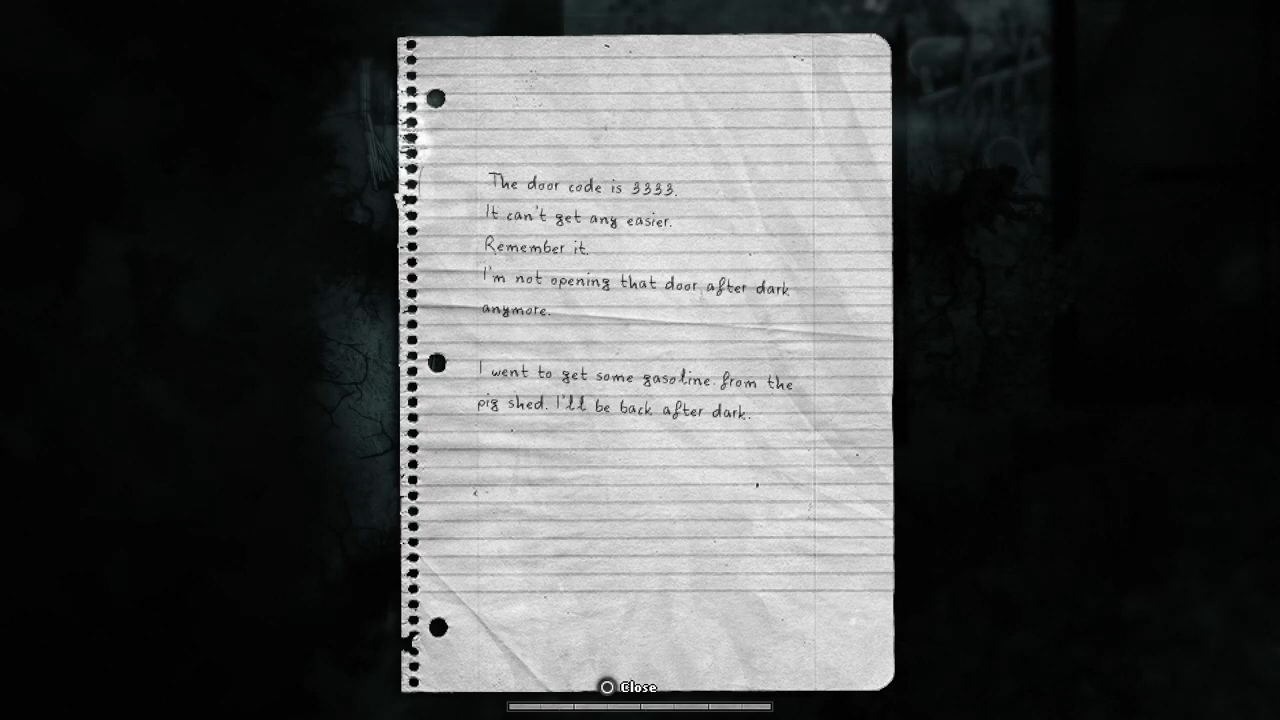 The door code is 3333.
It can't get any easier.
Remember it.
I'm not opening that door after dark
anymore.
I went to get some gasoline from the
pig shed. I'll be back after dark.
Close